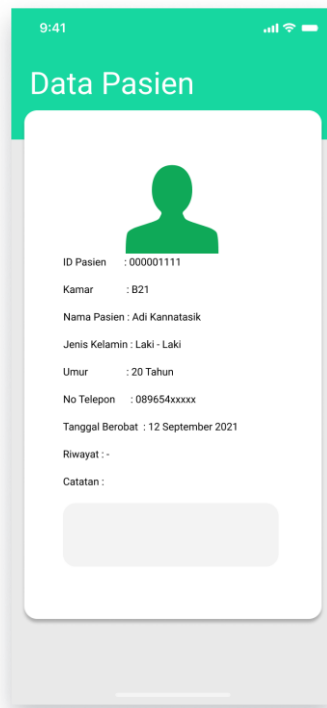 9:41
Data Pasien
ID Pasien : 000001111
Kamar : B21
Nama Pasien : Adi Kannatasik
Jenis Kelamin : Laki - Laki
Umur : 20 Tahun
No Telepon : 089654xxxxx
Tanggal Berobat : 12 September 2021
Riwayat : -
Catatan :